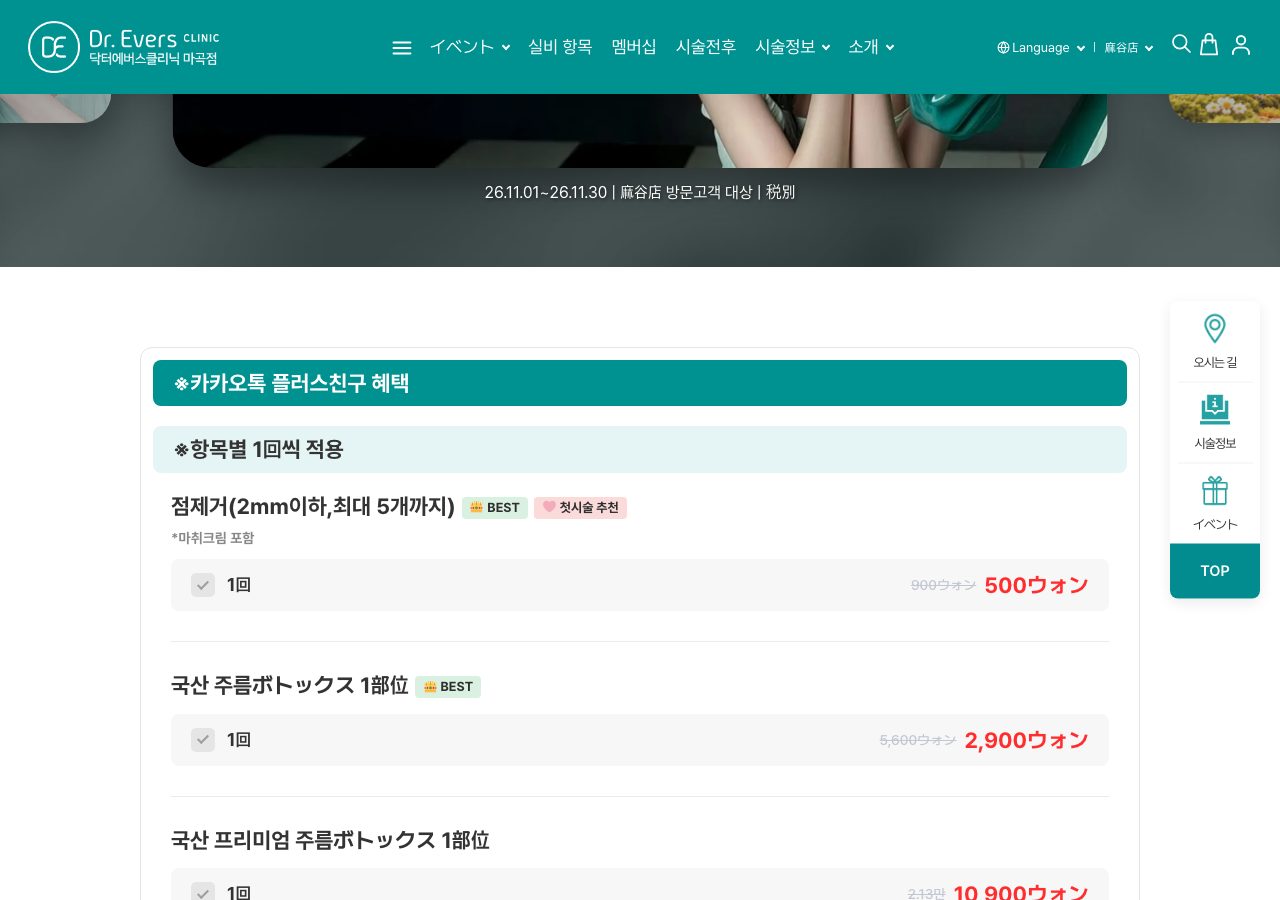 Dr. Evers CLINIC
닥터에버스클리닉 마곡점
イベント 실비 항목 멤버십 시술전후 시술정보 소개
Language | 麻谷店
26.11.01~26.11.30 | 麻谷店 방문고객 대상 | 税別
오시는 길
시술정보
イベント
TOP
※카카오톡 플러스친구 혜택
※항목별 1回씩 적용
점제거(2mm이하,최대 5개까지) BEST 첫시술 추천
*마취크림 포함
1回 900ウォン 500ウォン
국산 주름ボトックス 1部位 BEST
1回 5,600ウォン 2,900ウォン
국산 프리미엄 주름ボトックス 1部位
1回 2.13만 10,900ウォン